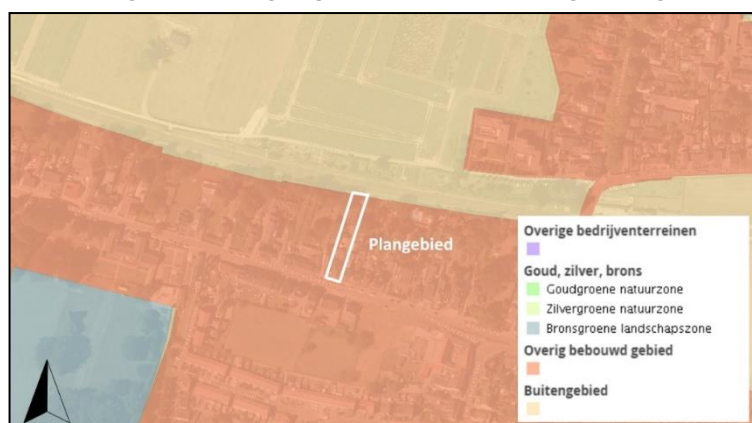 Plangebied
Overige bedrijventerreinen
Goud, zilver, brons
Goudgroene natuurzone
Zilvergroene natuurzone
Bronsgroene landschapszone
Overig bebouwd gebied
Buitengebied